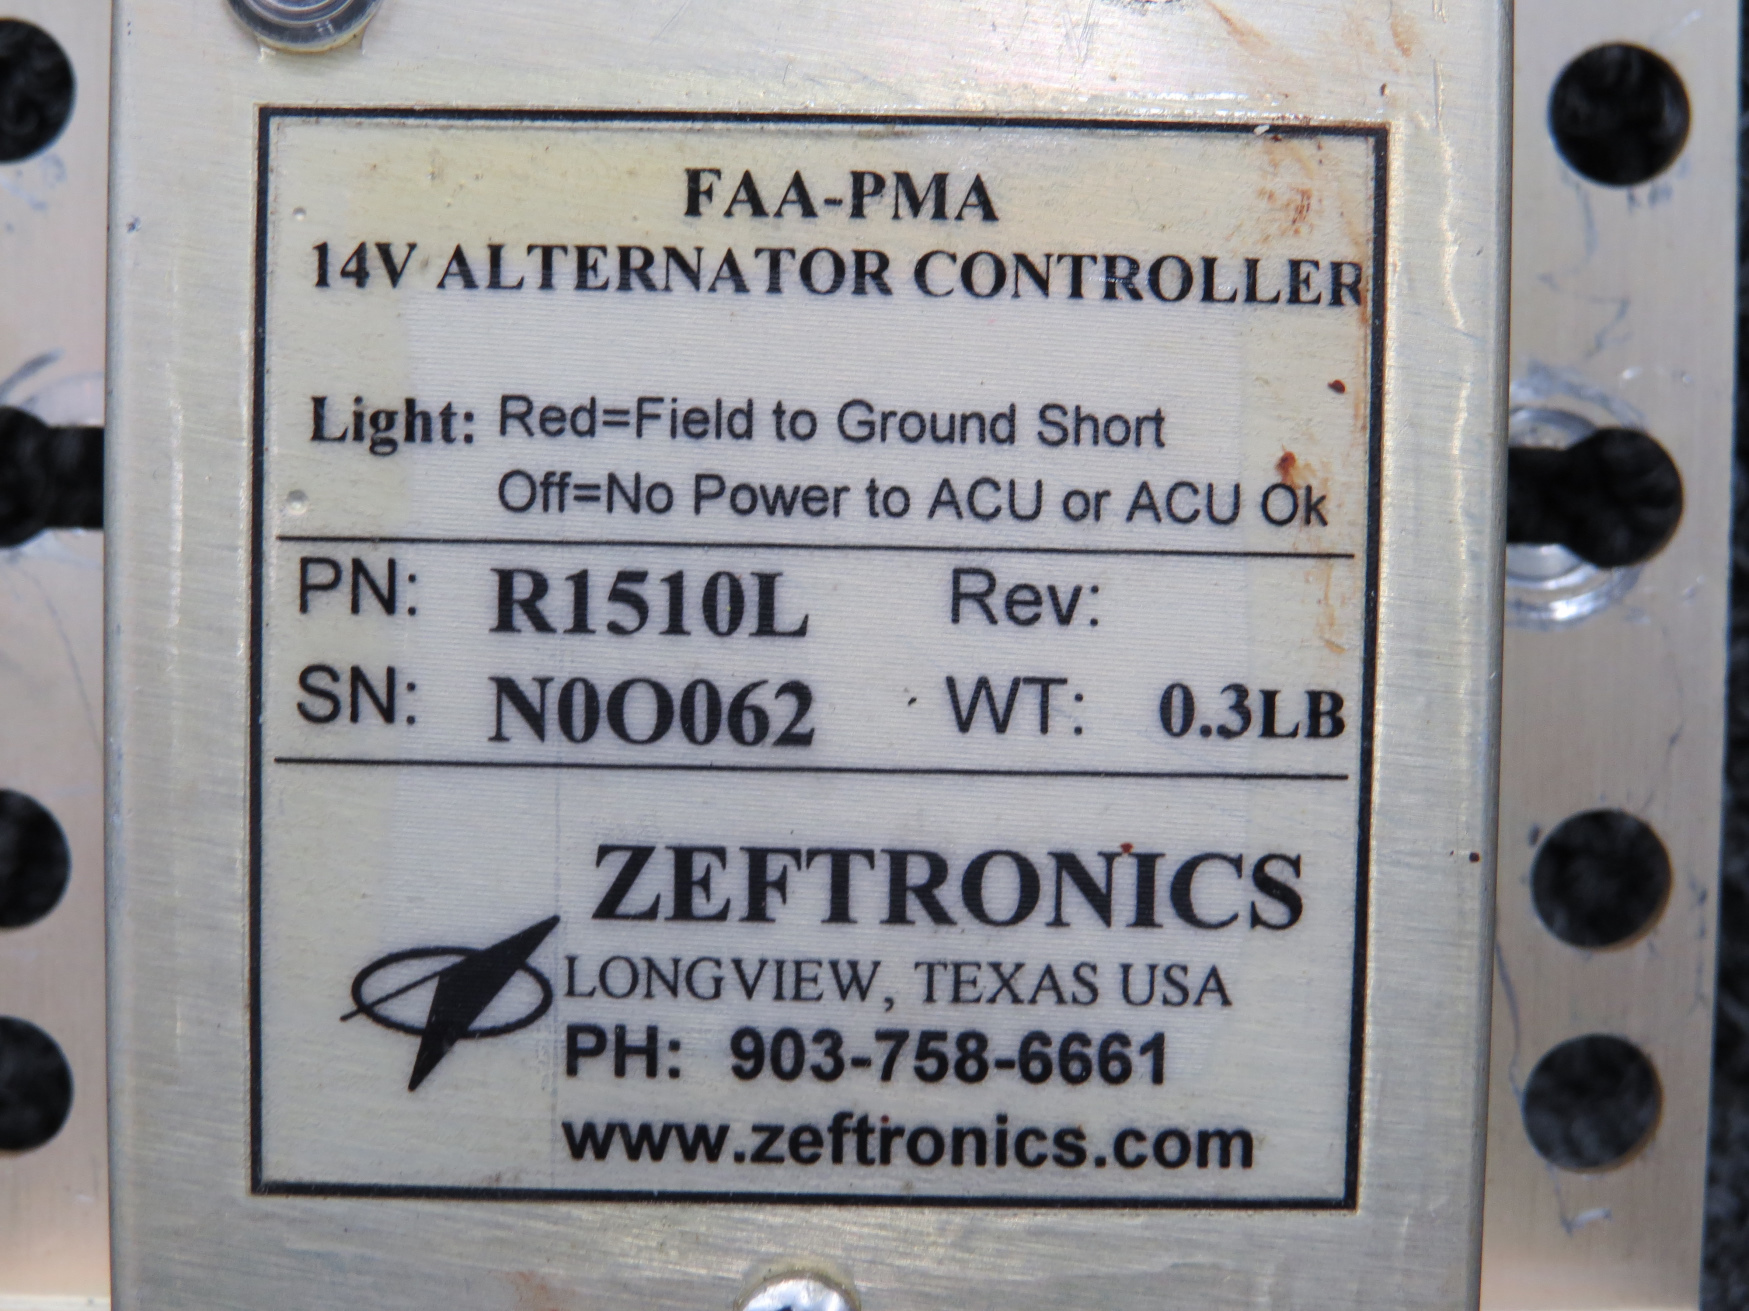 FAA-PMA
14V ALTERNATOR CONTROLLER
Light: Red=Field to Ground Short
Off=No Power to ACU or ACU Ok
PN: R1510L Rev:
SN: N0O062 WT: 0.3LB
ZEFTRONICS
LONGVIEW, TEXAS USA
PH: 903-758-6661
www.zeftronics.com